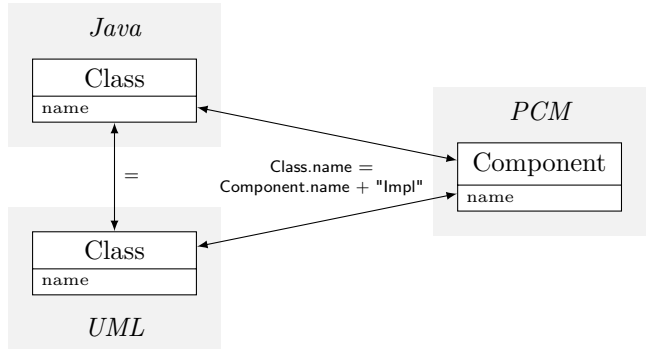 Java
Class
name
PCM
Component
name
Class.name =
Component.name + "Impl"
=
Class
name
UML